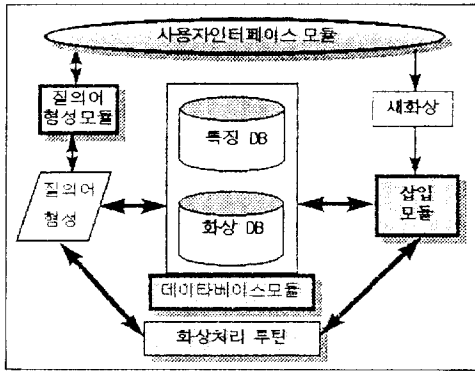 사용자인터페이스 모듈
질의어
형성모듈
특징 DB
새화상
질의어
형성
화상 DB
삽입
모듈
데이타베이스모듈
화상처리 루틴